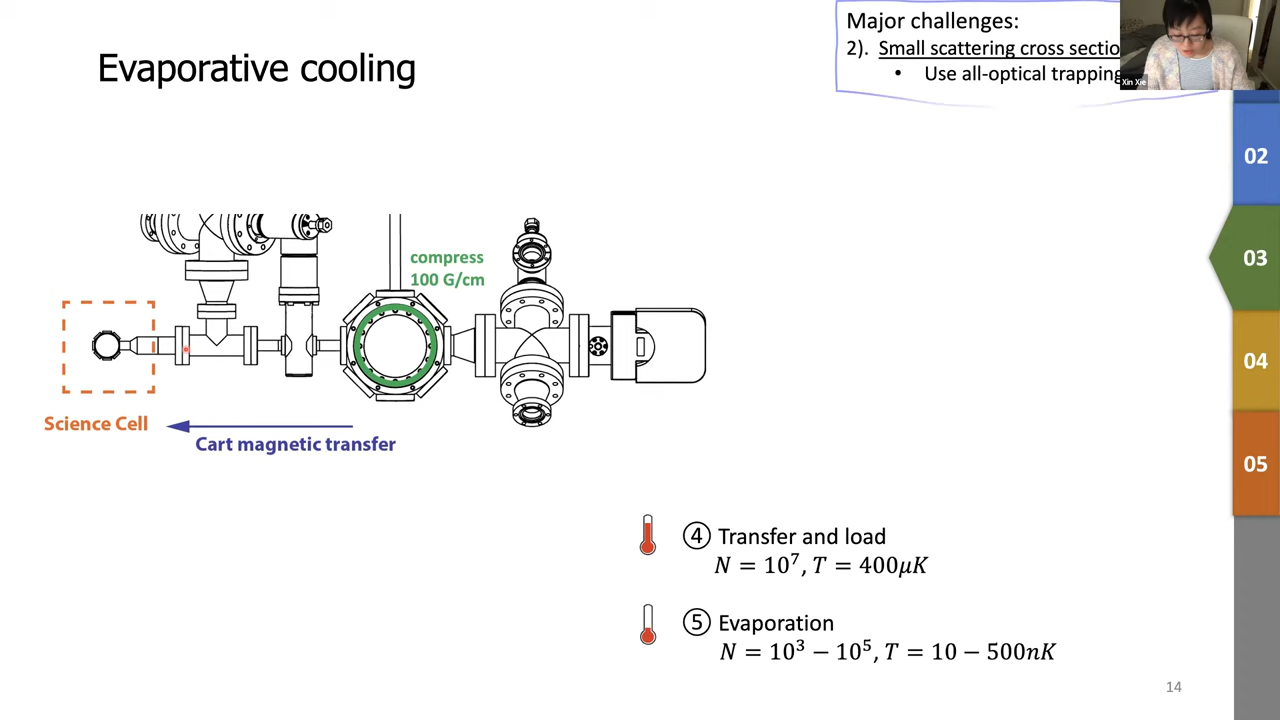 Evaporative cooling
Major challenges:
2). Small scattering cross sectio
• Use all-optical trapping
Xin Xie
02
03
04
05
compress
100 G/cm
Science Cell
Cart magnetic transfer
④ Transfer and load
N = 10⁷, T = 400μK
⑤ Evaporation
N = 10³ − 10⁵, T = 10 − 500nK
14